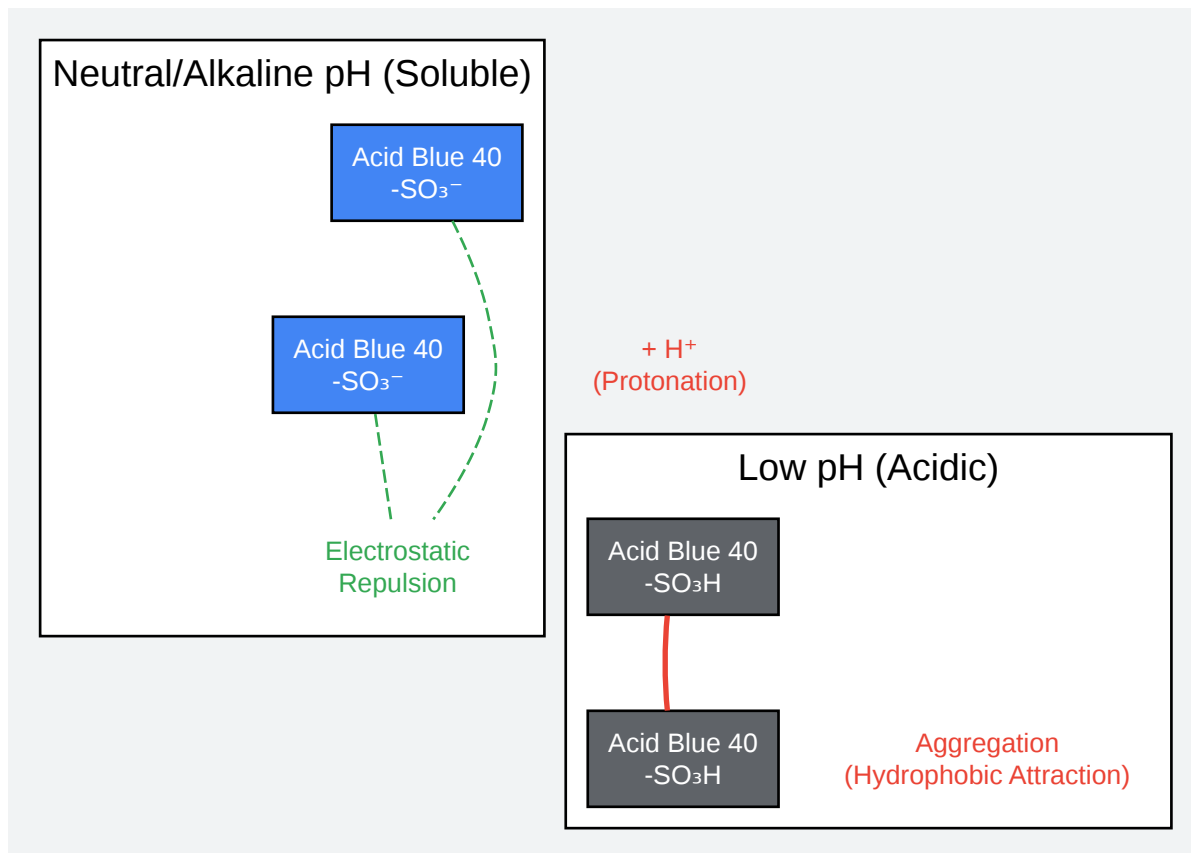 Neutral/Alkaline pH (Soluble)
Acid Blue 40
-SO₃⁻
Acid Blue 40
-SO₃⁻
Electrostatic
Repulsion
+ H⁺
(Protonation)
Low pH (Acidic)
Acid Blue 40
-SO₃H
Acid Blue 40
-SO₃H
Aggregation
(Hydrophobic Attraction)